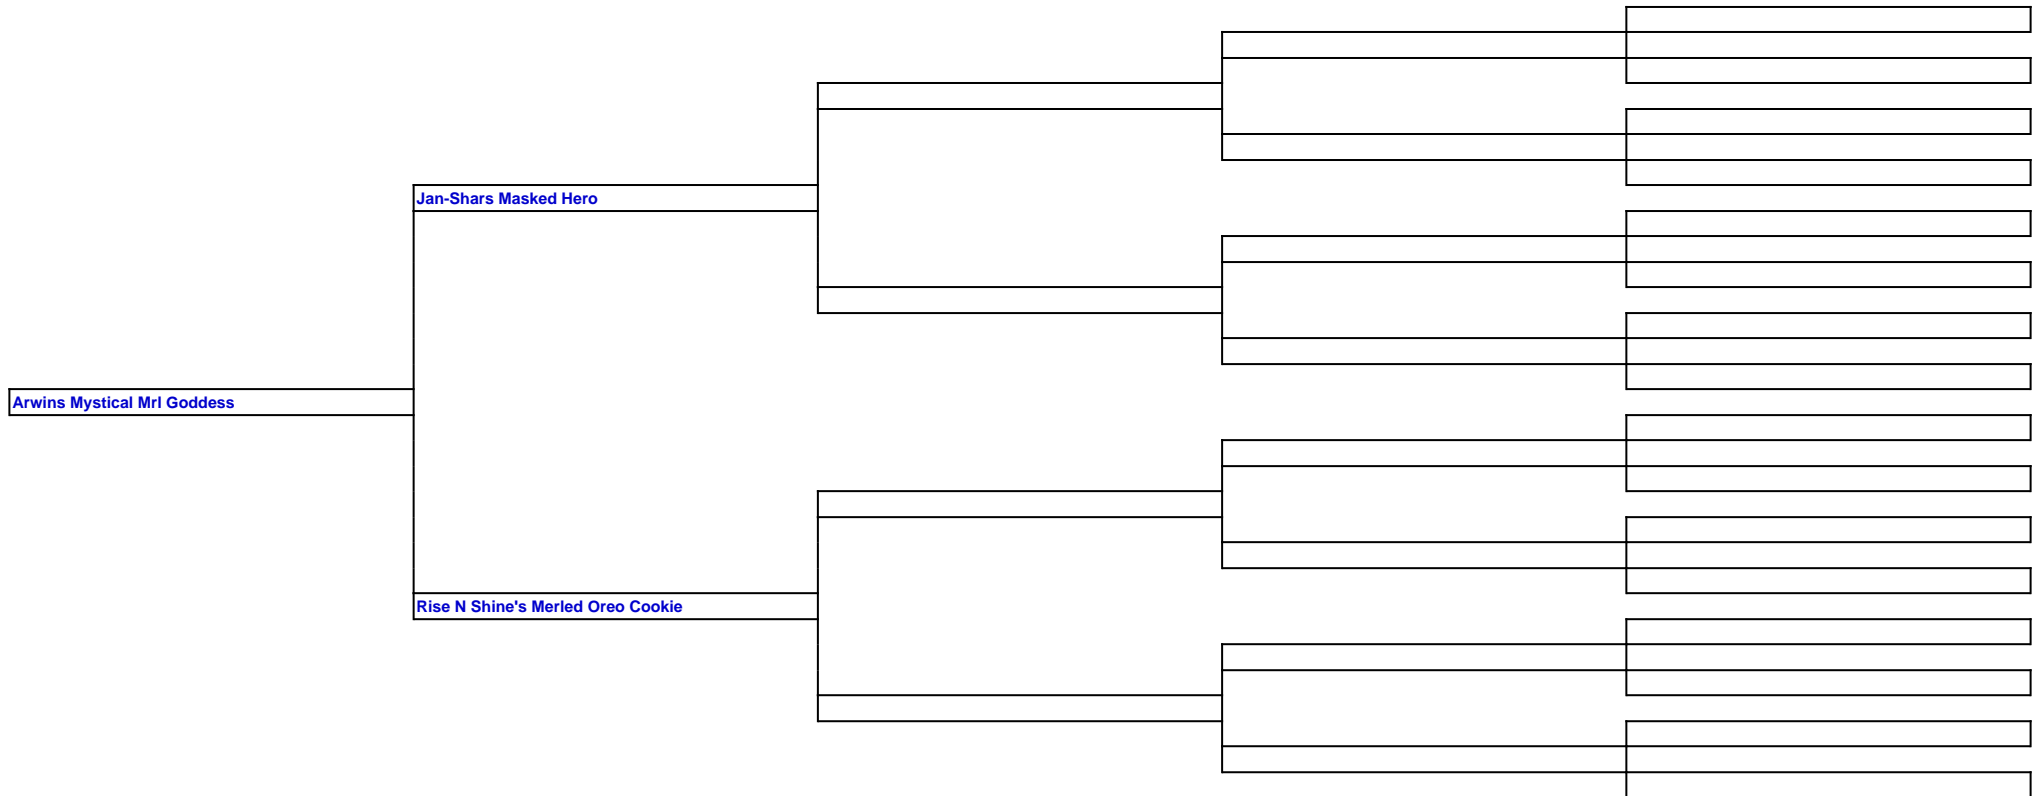 Jan-Shars Masked Hero
Arwins Mystical Mrl Goddess
Rise N Shine's Merled Oreo Cookie